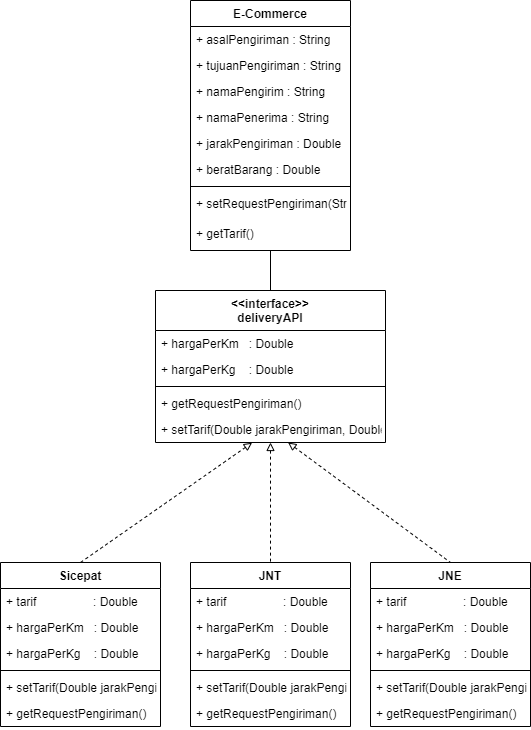 E-Commerce
+ asalPengiriman : String
+ tujuanPengiriman : String
+ namaPengirim : String
+ namaPenerima : String
+ jarakPengiriman : Double
+ beratBarang : Double
+ setRequestPengiriman(Str
+ getTarif()
<<interface>>
deliveryAPI
+ hargaPerKm : Double
+ hargaPerKg : Double
+ getRequestPengiriman()
+ setTarif(Double jarakPengiriman, Double
Sicepat
+ tarif : Double
+ hargaPerKm : Double
+ hargaPerKg : Double
+ setTarif(Double jarakPengi
+ getRequestPengiriman()
JNT
+ tarif : Double
+ hargaPerKm : Double
+ hargaPerKg : Double
+ setTarif(Double jarakPengi
+ getRequestPengiriman()
JNE
+ tarif : Double
+ hargaPerKm : Double
+ hargaPerKg : Double
+ setTarif(Double jarakPengi
+ getRequestPengiriman()